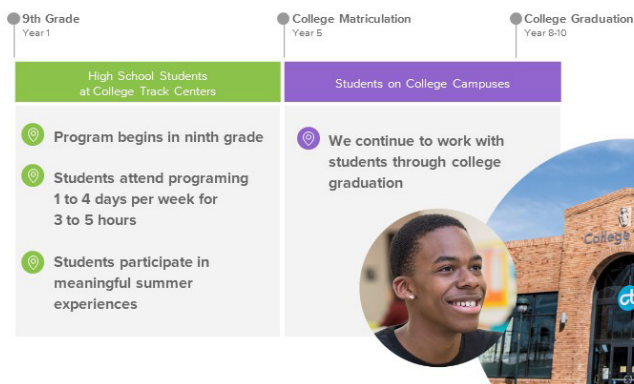 9th Grade
Year 1
College Matriculation
Year 5
College Graduation
Year 8-10
High School Students
at College Track Centers
Students on College Campuses
Program begins in ninth grade
Students attend programing
1 to 4 days per week for
3 to 5 hours
Students participate in
meaningful summer
experiences
We continue to work with
students through college
graduation
College
ct